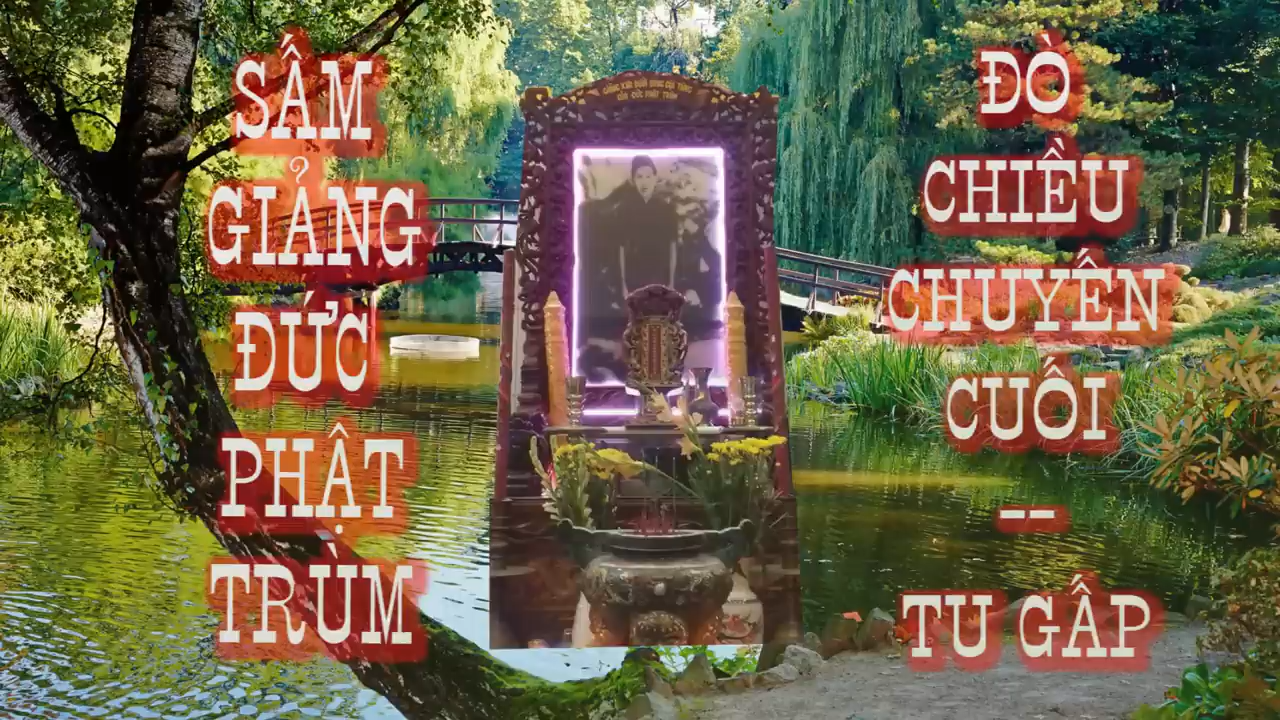 SẤM
GIẢNG
ĐỨC
PHẬT
TRÙM
ĐÒ
CHIỀU
CHUYẾN
CUỐI
--
TU GẤP